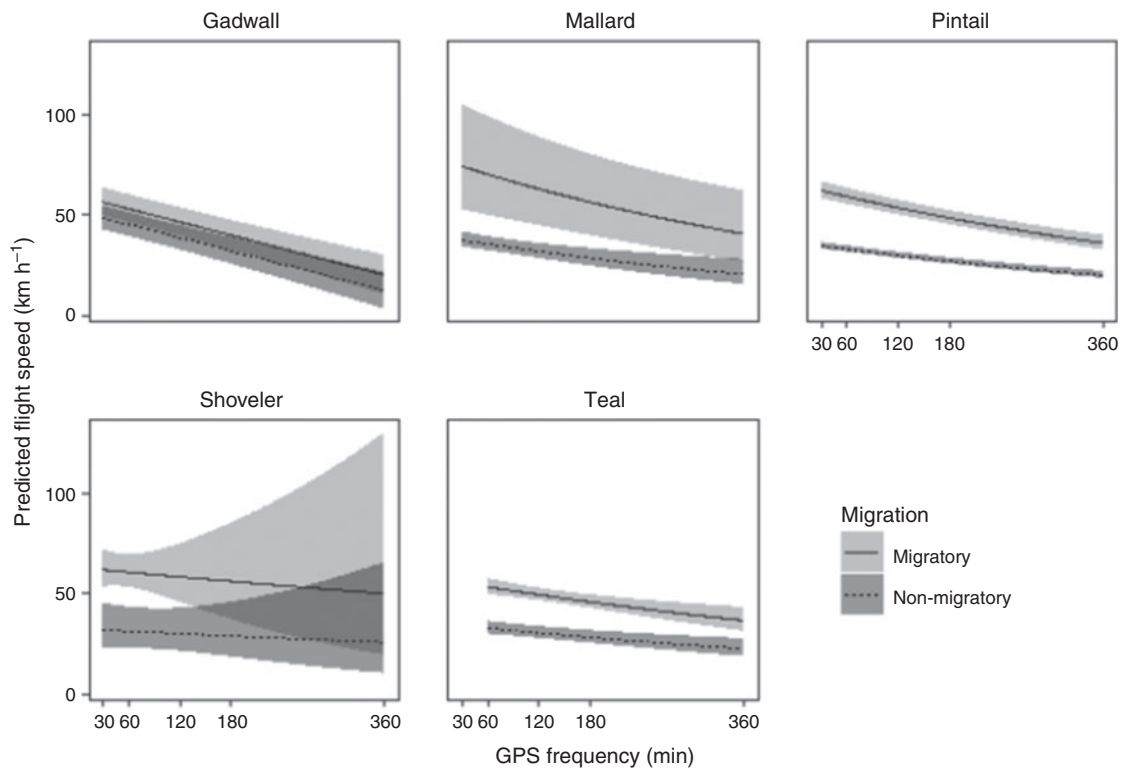 Gadwall
Mallard
Pintail
100
50
0
30 60 120 180 360
Predicted flight speed (km h⁻¹)
Shoveler
Teal
100
50
0
30 60 120 180 360
30 60 120 180 360
GPS frequency (min)
Migration
Migratory
Non-migratory